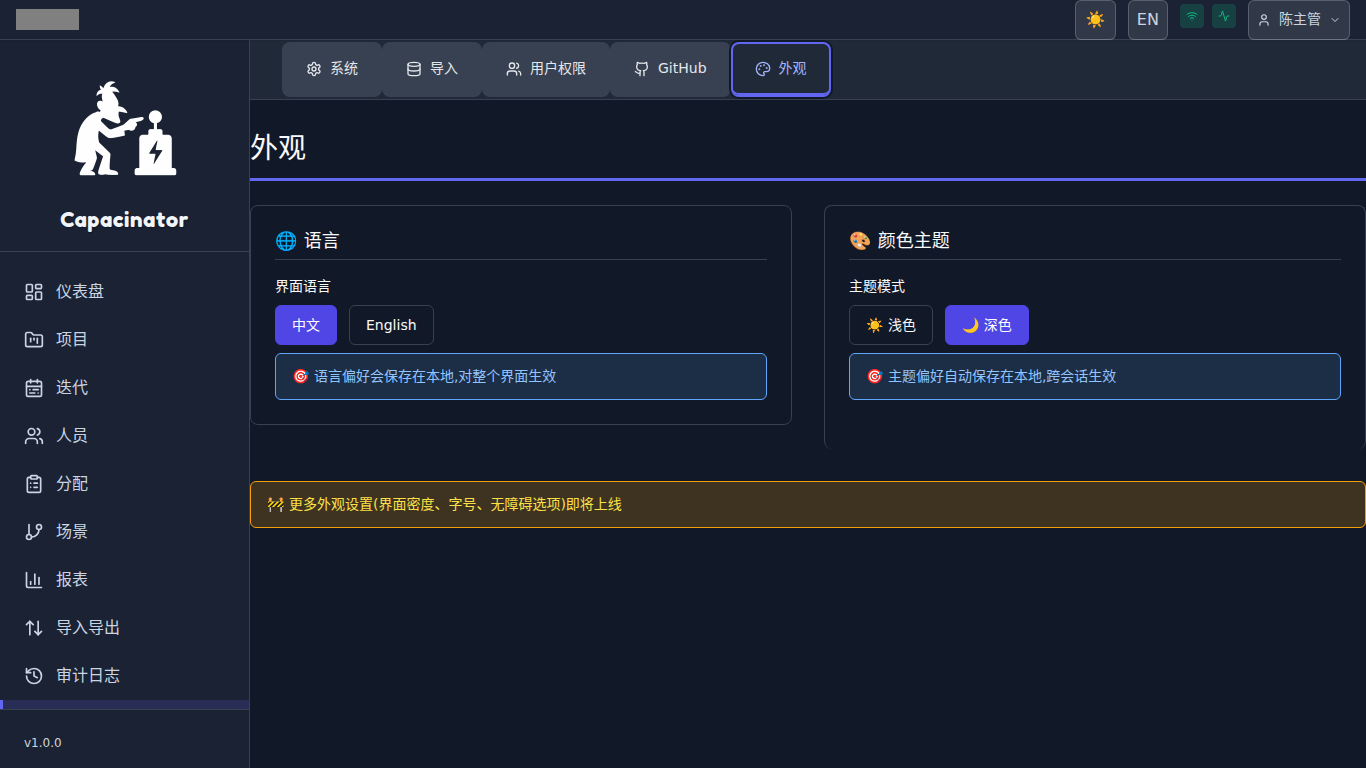 EN
陈主管
Capacinator
仪表盘
项目
迭代
人员
分配
场景
报表
导入导出
审计日志
v1.0.0
系统
导入
用户权限
GitHub
外观
外观
语言
界面语言
中文
English
语言偏好会保存在本地,对整个界面生效
颜色主题
主题模式
浅色
深色
主题偏好自动保存在本地,跨会话生效
更多外观设置(界面密度、字号、无障碍选项)即将上线